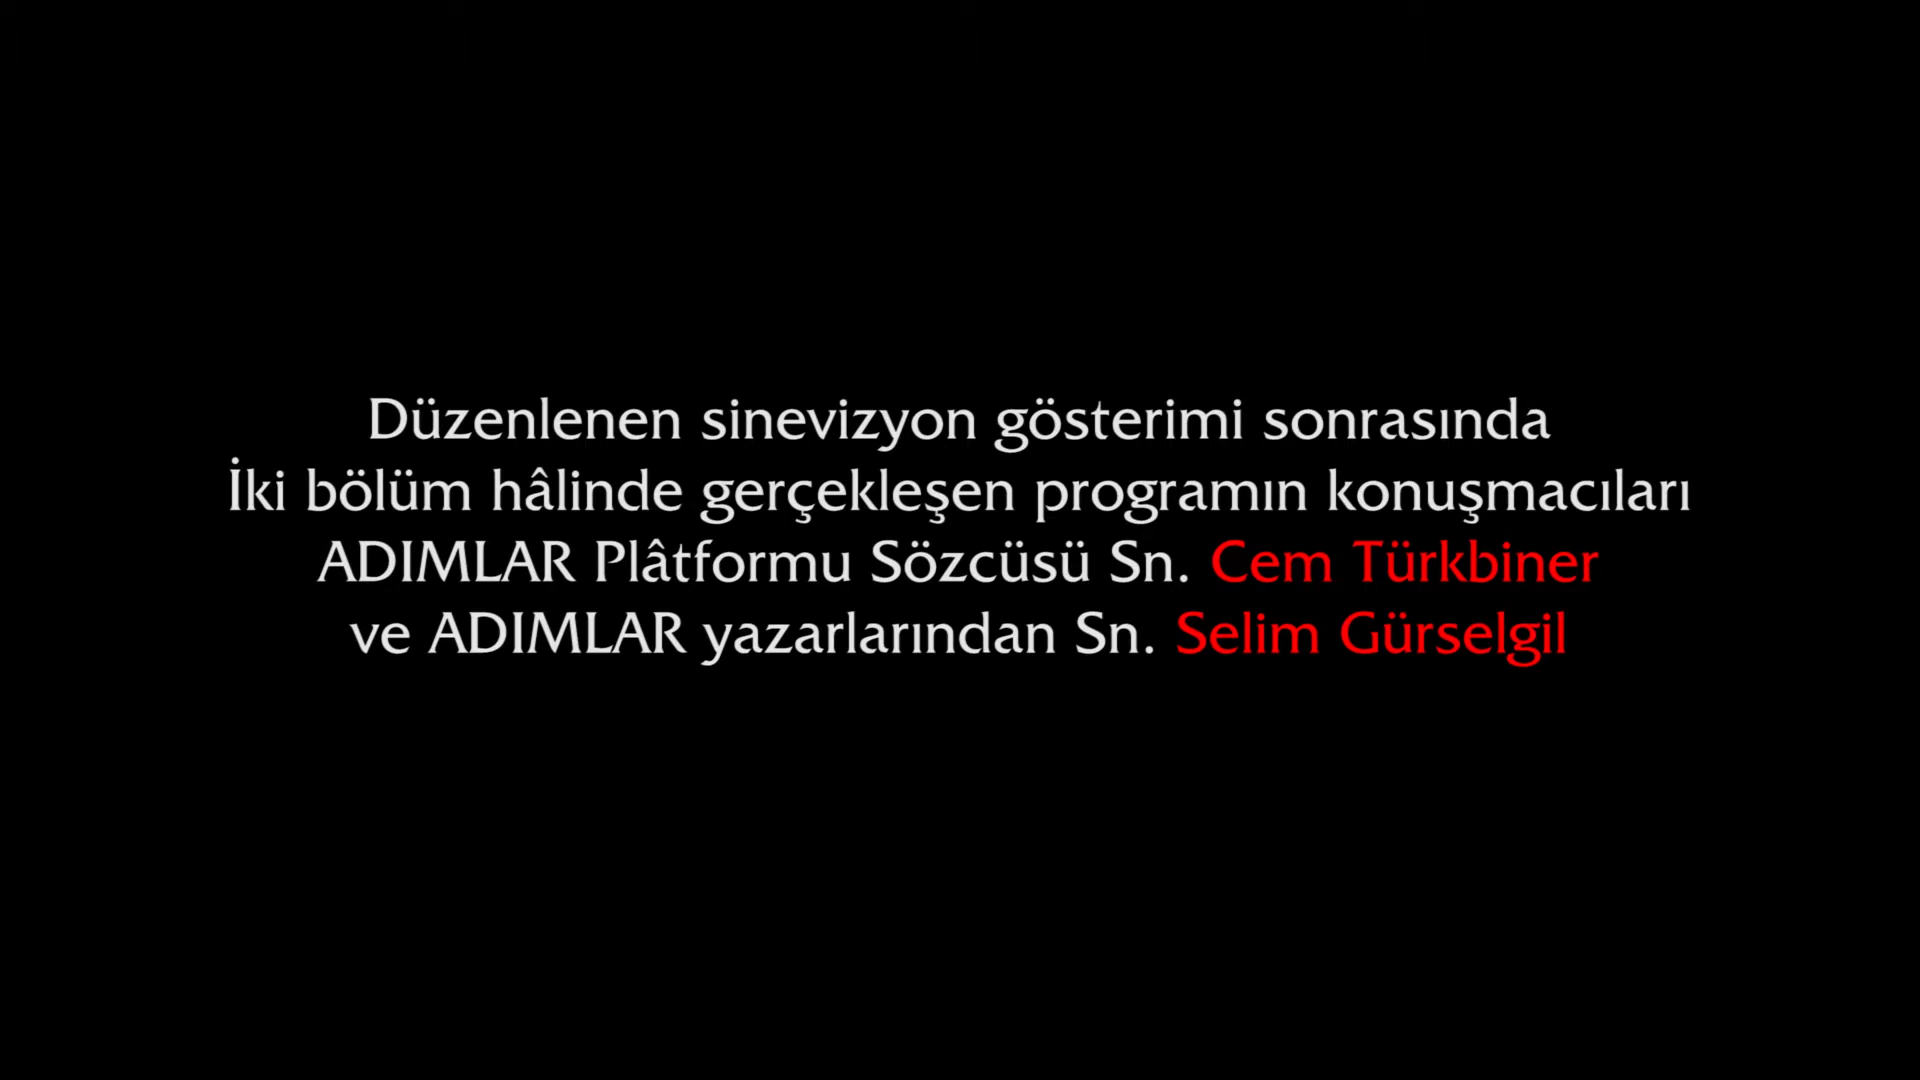 Düzenlenen sinevizyon gösterimi sonrasında
İki bölüm hâlinde gerçekleşen programın konuşmacıları
ADIMLAR Plâtformu Sözcüsü Sn. Cem Türkbiner
ve ADIMLAR yazarlarından Sn. Selim Gürselgil